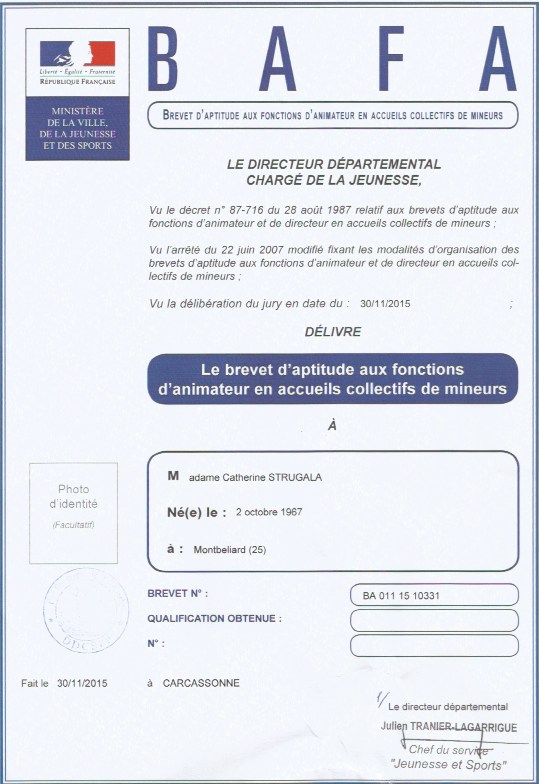 B A F A
Liberté • Égalité • Fraternité
RÉPUBLIQUE FRANÇAISE
MINISTÈRE
DE LA VILLE,
DE LA JEUNESSE
ET DES SPORTS
BREVET D'APTITUDE AUX FONCTIONS D'ANIMATEUR EN ACCUEILS COLLECTIFS DE MINEURS
LE DIRECTEUR DÉPARTEMENTAL
CHARGÉ DE LA JEUNESSE,
Vu le décret n° 87-716 du 28 août 1987 relatif aux brevets d'aptitude aux
fonctions d'animateur et de directeur en accueils collectifs de mineurs ;
Vu l'arrêté du 22 juin 2007 modifié fixant les modalités d'organisation des
brevets d'aptitude aux fonctions d'animateur et de directeur en accueils col-
lectifs de mineurs ;
Vu la délibération du jury en date du : 30/11/2015 ;
DÉLIVRE
Le brevet d'aptitude aux fonctions
d'animateur en accueils collectifs de mineurs
À
M adame Catherine STRUGALA
Né(e) le : 2 octobre 1967
à : Montbeliard (25)
Photo
d'identité
(Facultatif)
BREVET N° : BA 011 15 10331
QUALIFICATION OBTENUE :
N° :
Fait le 30/11/2015 à CARCASSONNE
Le directeur départemental
Julien TRANIER-LAGARRIGUE
Chef du service
"Jeunesse et Sports"